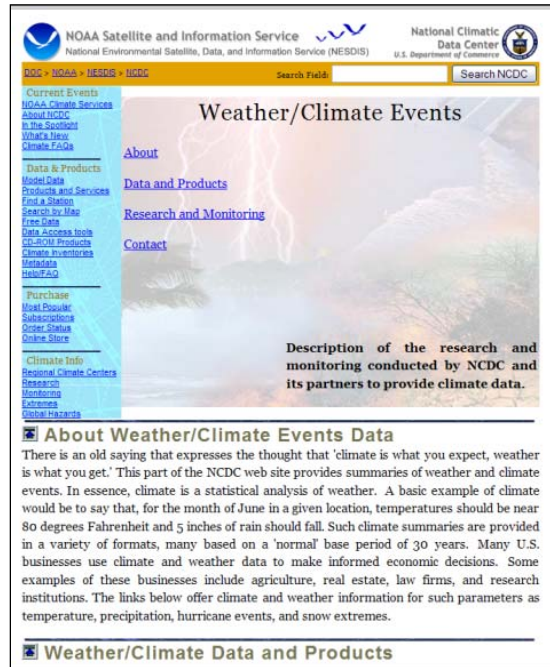 NOAA Satellite and Information Service
National Environmental Satellite, Data, and Information Service (NESDIS)
National Climatic
Data Center
U.S. Department of Commerce
DOC > NOAA > NESDIS > NCDC
Search Field:
Search NCDC
Current Events
NOAA Climate Services
About NCDC
In the Spotlight
What's New
Climate FAQs
Data & Products
Model Data
Products and Services
Find a Station
Search by Map
Free Data
Data Access tools
CD-ROM Products
Climate Inventories
Metadata
Help/FAQ
Purchase
Most Popular
Subscriptions
Order Status
Online Store
Climate Info
Regional Climate Centers
Research
Monitoring
Extremes
Global Hazards
Weather/Climate Events
About
Data and Products
Research and Monitoring
Contact
Description of the research and
monitoring conducted by NCDC and
its partners to provide climate data.
About Weather/Climate Events Data
There is an old saying that expresses the thought that 'climate is what you expect, weather
is what you get.' This part of the NCDC web site provides summaries of weather and climate
events. In essence, climate is a statistical analysis of weather. A basic example of climate
would be to say that, for the month of June in a given location, temperatures should be near
80 degrees Fahrenheit and 5 inches of rain should fall. Such climate summaries are provided
in a variety of formats, many based on a 'normal' base period of 30 years. Many U.S.
businesses use climate and weather data to make informed economic decisions. Some
examples of these businesses include agriculture, real estate, law firms, and research
institutions. The links below offer climate and weather information for such parameters as
temperature, precipitation, hurricane events, and snow extremes.
Weather/Climate Data and Products